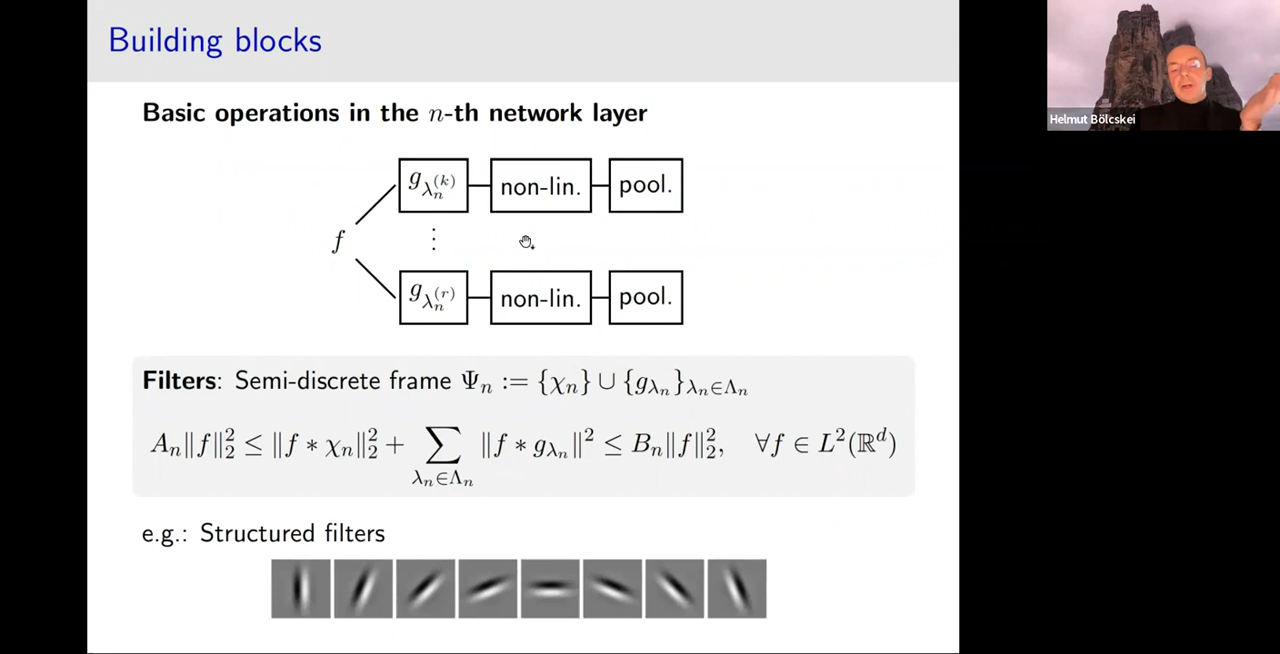 Building blocks
Helmut Bölcskei
Basic operations in the n-th network layer
g_{λ_n^{(k)}} non-lin. pool.
f ⋮
g_{λ_n^{(r)}} non-lin. pool.
Filters: Semi-discrete frame Ψ_n := {χ_n} ∪ {g_{λ_n}}_{λ_n∈Λ_n}
A_n‖f‖_2^2 ≤ ‖f ∗ χ_n‖_2^2 + ∑_{λ_n∈Λ_n} ‖f ∗ g_{λ_n}‖^2 ≤ B_n‖f‖_2^2, ∀f ∈ L^2(ℝ^d)
e.g.: Structured filters